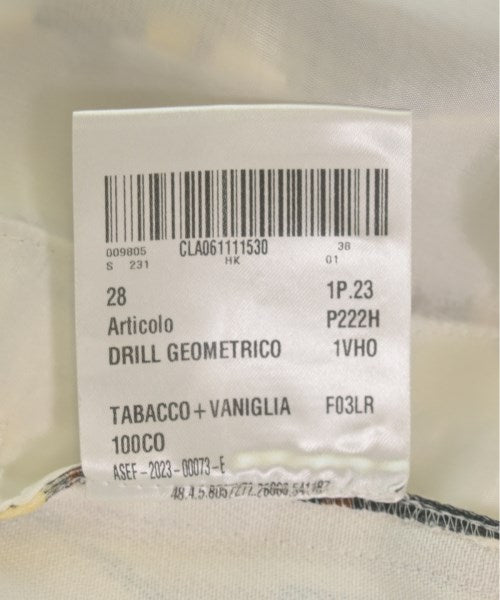 009805 CLA061111530 38
S 231 HK 01
28 1P.23
Articolo P222H
DRILL GEOMETRICO 1VHO
TABACCO+VANIGLIA F03LR
100CO
ASEF-2023-00073-E